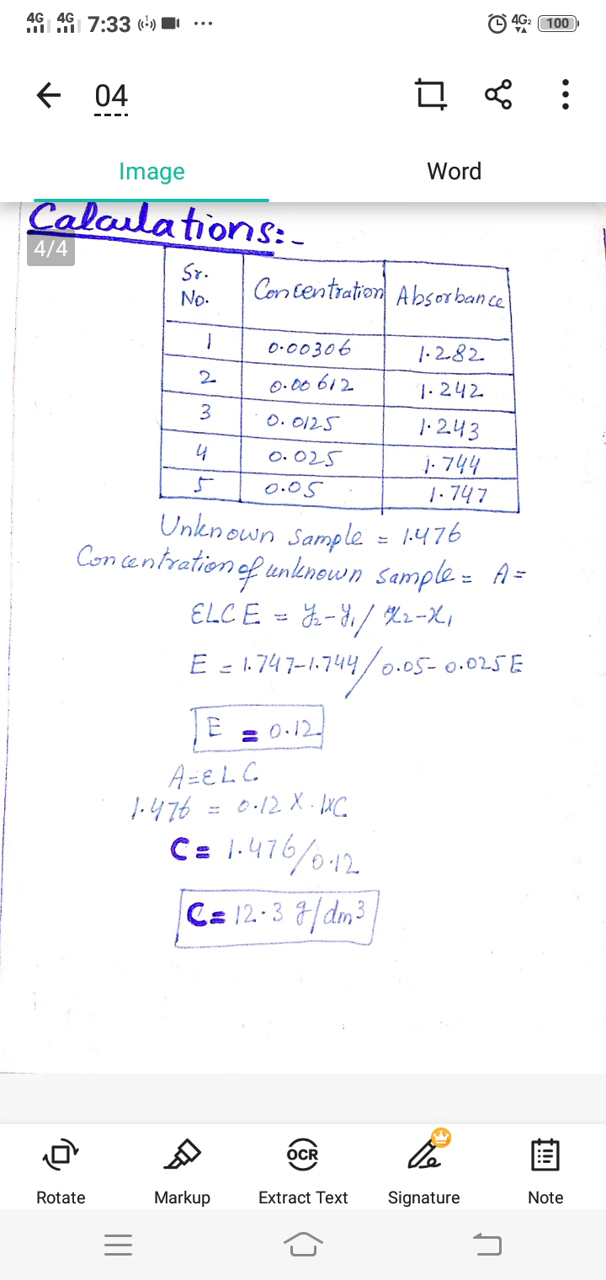 4G 4G 7:33 ... 4G2 100
04
Image Word
Calculations:-
4/4
Sr. No. Concentration Absorbance
1 0.00306 1.282
2 0.00612 1.242
3 0.0125 1.243
4 0.025 1.744
5 0.05 1.747
Unknown sample = 1.476
Concentration of unknown sample = A =
ELCE = y2-y1/x2-x1
E = 1.747-1.744/0.05-0.025E
E = 0.12
A=ELC
1.476 = 0.12 X.1xC
C = 1.476/0.12
C = 12.3 g/dm3
OCR
Rotate Markup Extract Text Signature Note